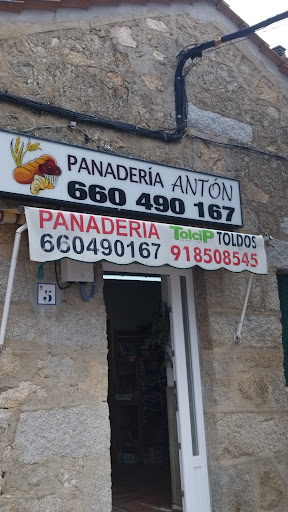 PANADERÍA ANTÓN
660 490 167
PANADERIA TolciP TOLDOS
660490167 918508545
5